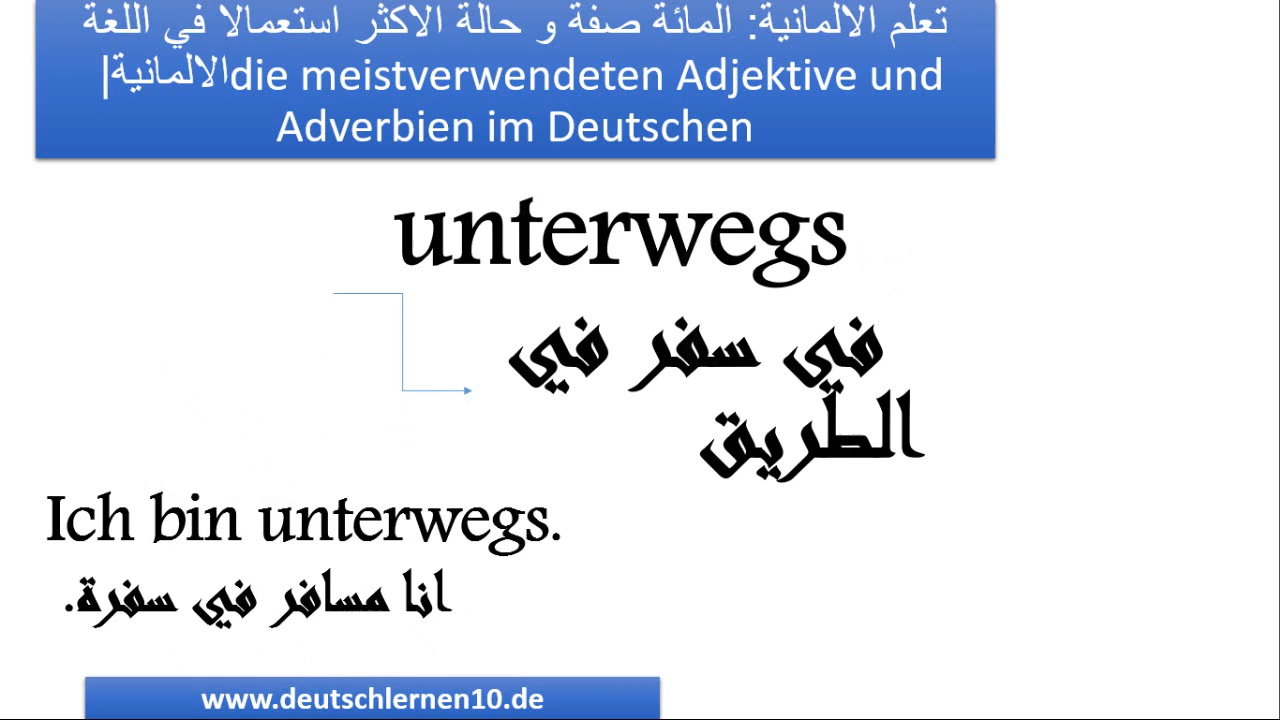 تعلم الالمانية: المائة صفة و حالة الاكثر استعمالا في اللغة
الالمانية|die meistverwendeten Adjektive und
Adverbien im Deutschen
unterwegs
في سفر في
الطريق
Ich bin unterwegs.
انا مسافر في سفرة.
www.deutschlernen10.de